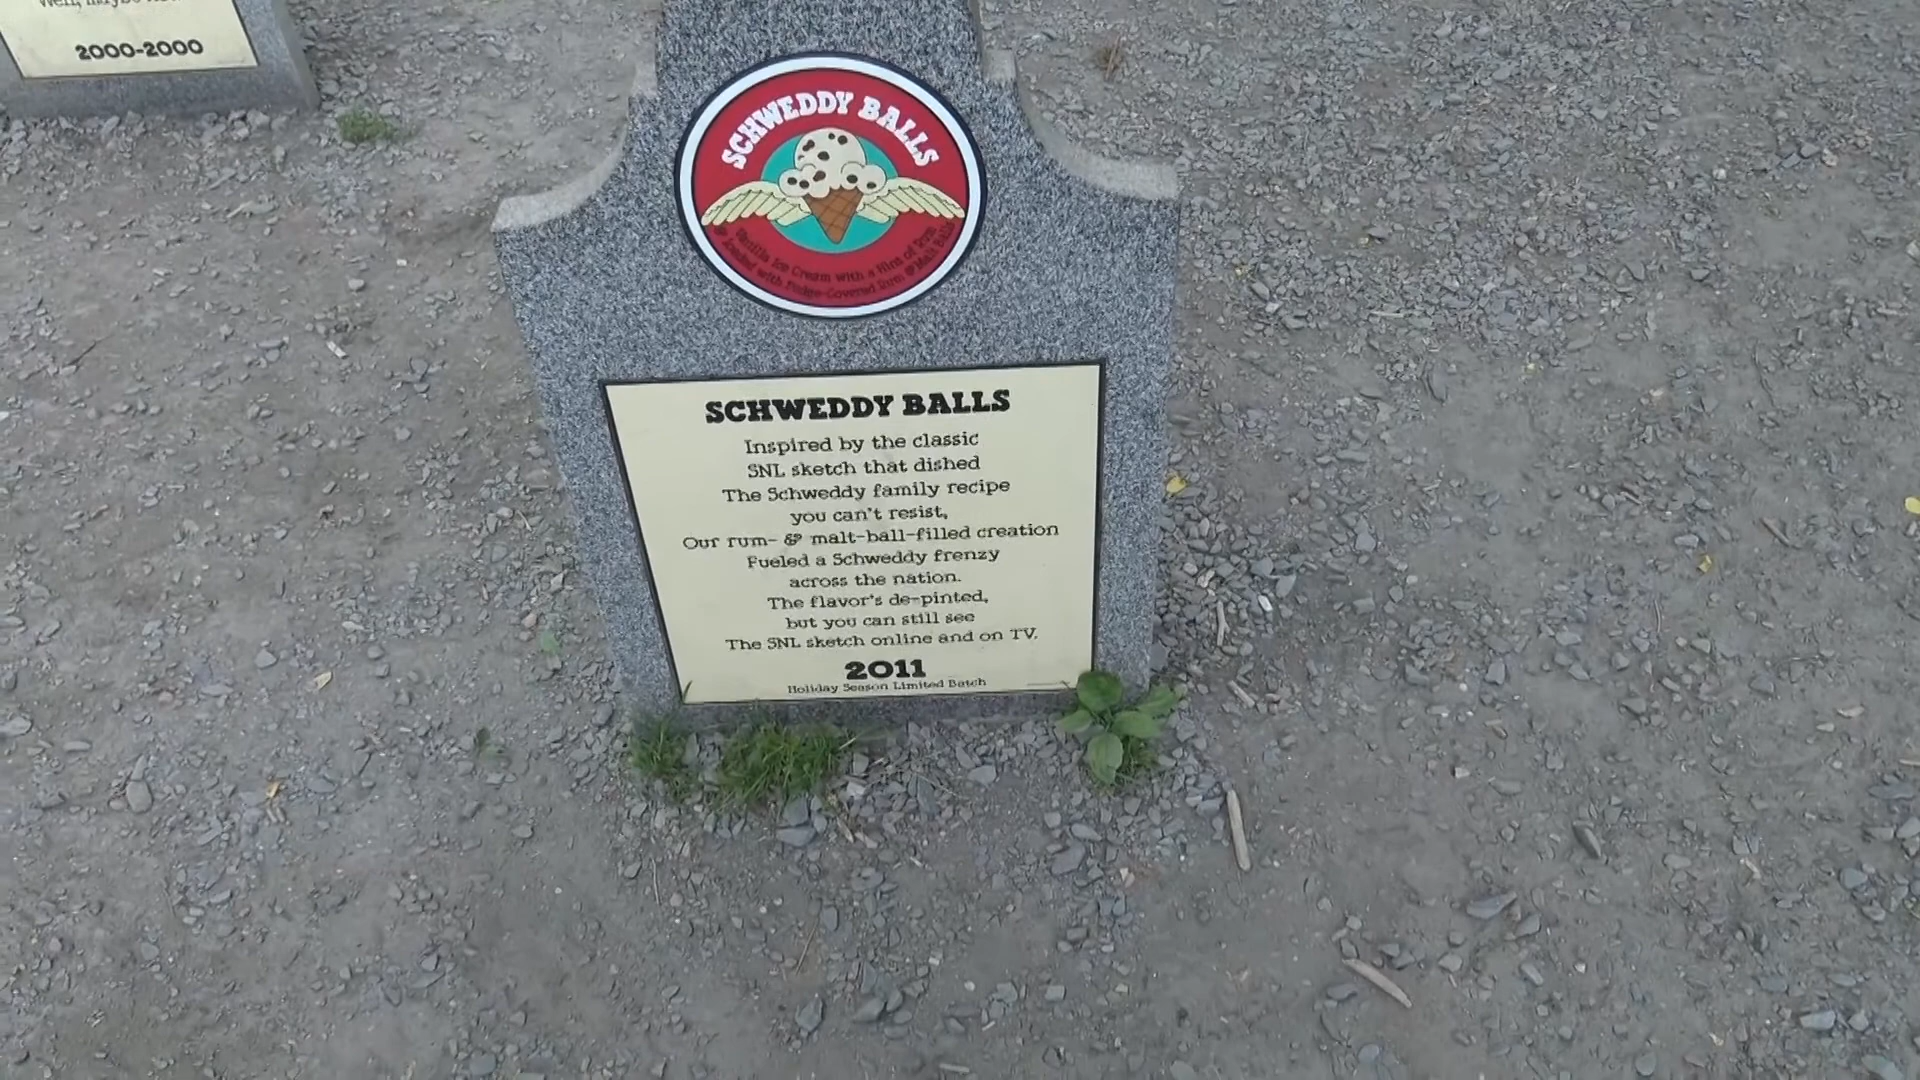 2000-2000
SCHWEDDY BALLS
Vanilla Ice Cream with a Hint of Rum
& loaded with Fudge-Covered Rum & Malt Balls
SCHWEDDY BALLS
Inspired by the classic
SNL sketch that dished
The Schweddy family recipe
you can't resist,
Our rum- & malt-ball-filled creation
Fueled a Schweddy frenzy
across the nation.
The flavor's de-pinted,
but you can still see
The SNL sketch online and on TV.
2011
Holiday Season Limited Batch